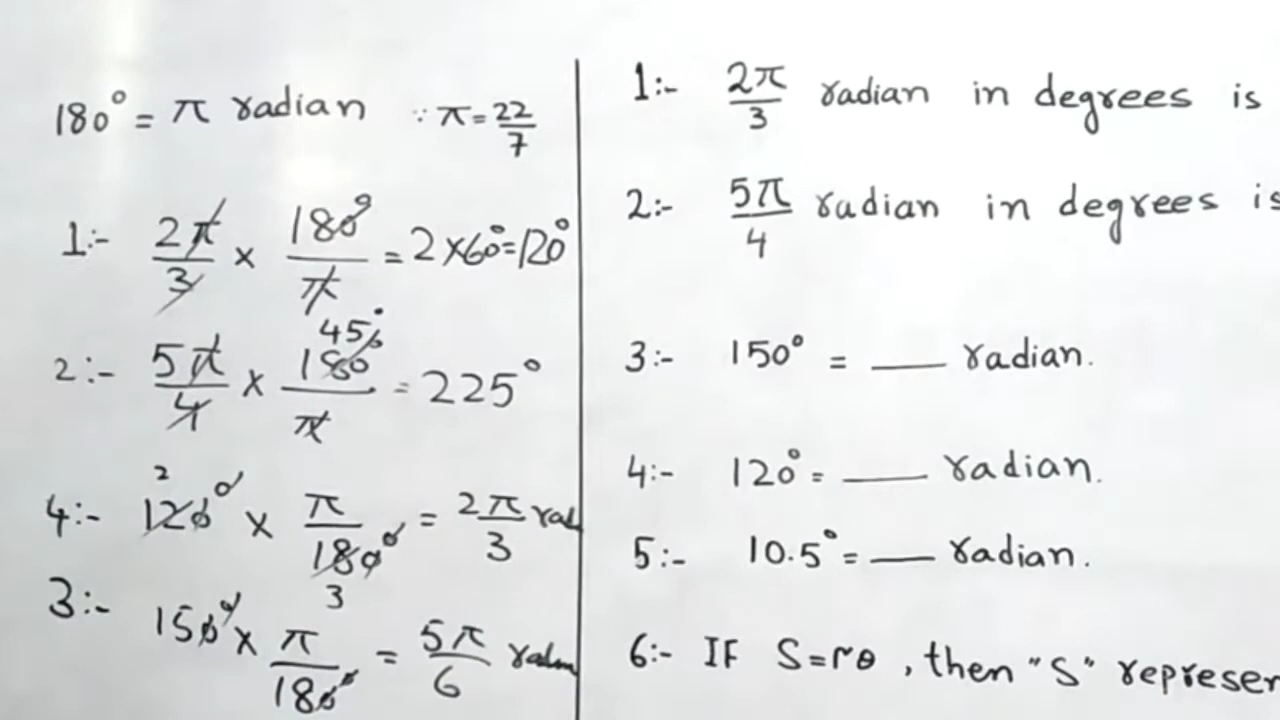 180° = π radian ∵ π = 22/7
1:- 2π/3 × 180°/π = 2×60° = 120°
45°
2:- 5π/4 × 180/π = 225°
2
4:- 120° × π/180° = 2π/3 rad
3
3:- 150° × π/180° = 5π/6
1:- 2π/3 radian in degrees is
2:- 5π/4 radian in degrees is
3:- 150° = ___ radian.
4:- 120° = ___ radian.
5:- 10.5° = ___ radian.
6:- IF S=rθ , then "S" represen